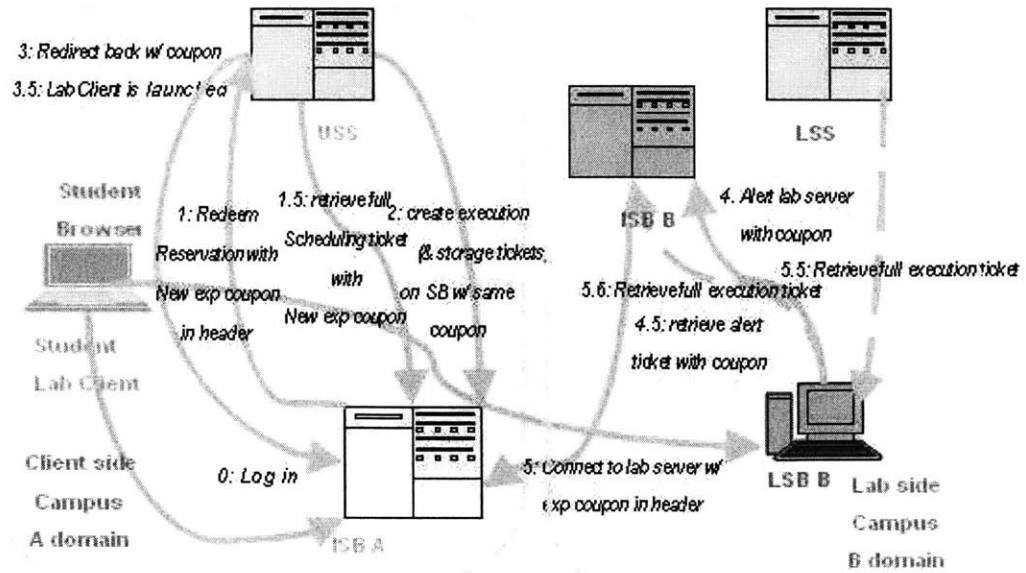 3: Redirect back w/ coupon
3.5: Lab Client is launched
USS
LSS
Student
Browser
1: Redeem
Reservation with
New exp coupon
in header
1.5: retrieve full
Scheduling ticket
with
New exp coupon
2: create execution
(& storage tickets,
on SB w/ same
coupon
ISB B
4. Alert lab server
with coupon
5.5: Retrieve full execution ticket
5.6: Retrieve full execution ticket
4.5: retrieve alert
ticket with coupon
Student
Lab Client
Client side
Campus
A domain
0: Log in
ISB A
5: Connect to lab server w/
exp coupon in header
LSB B
Lab side
Campus
B domain